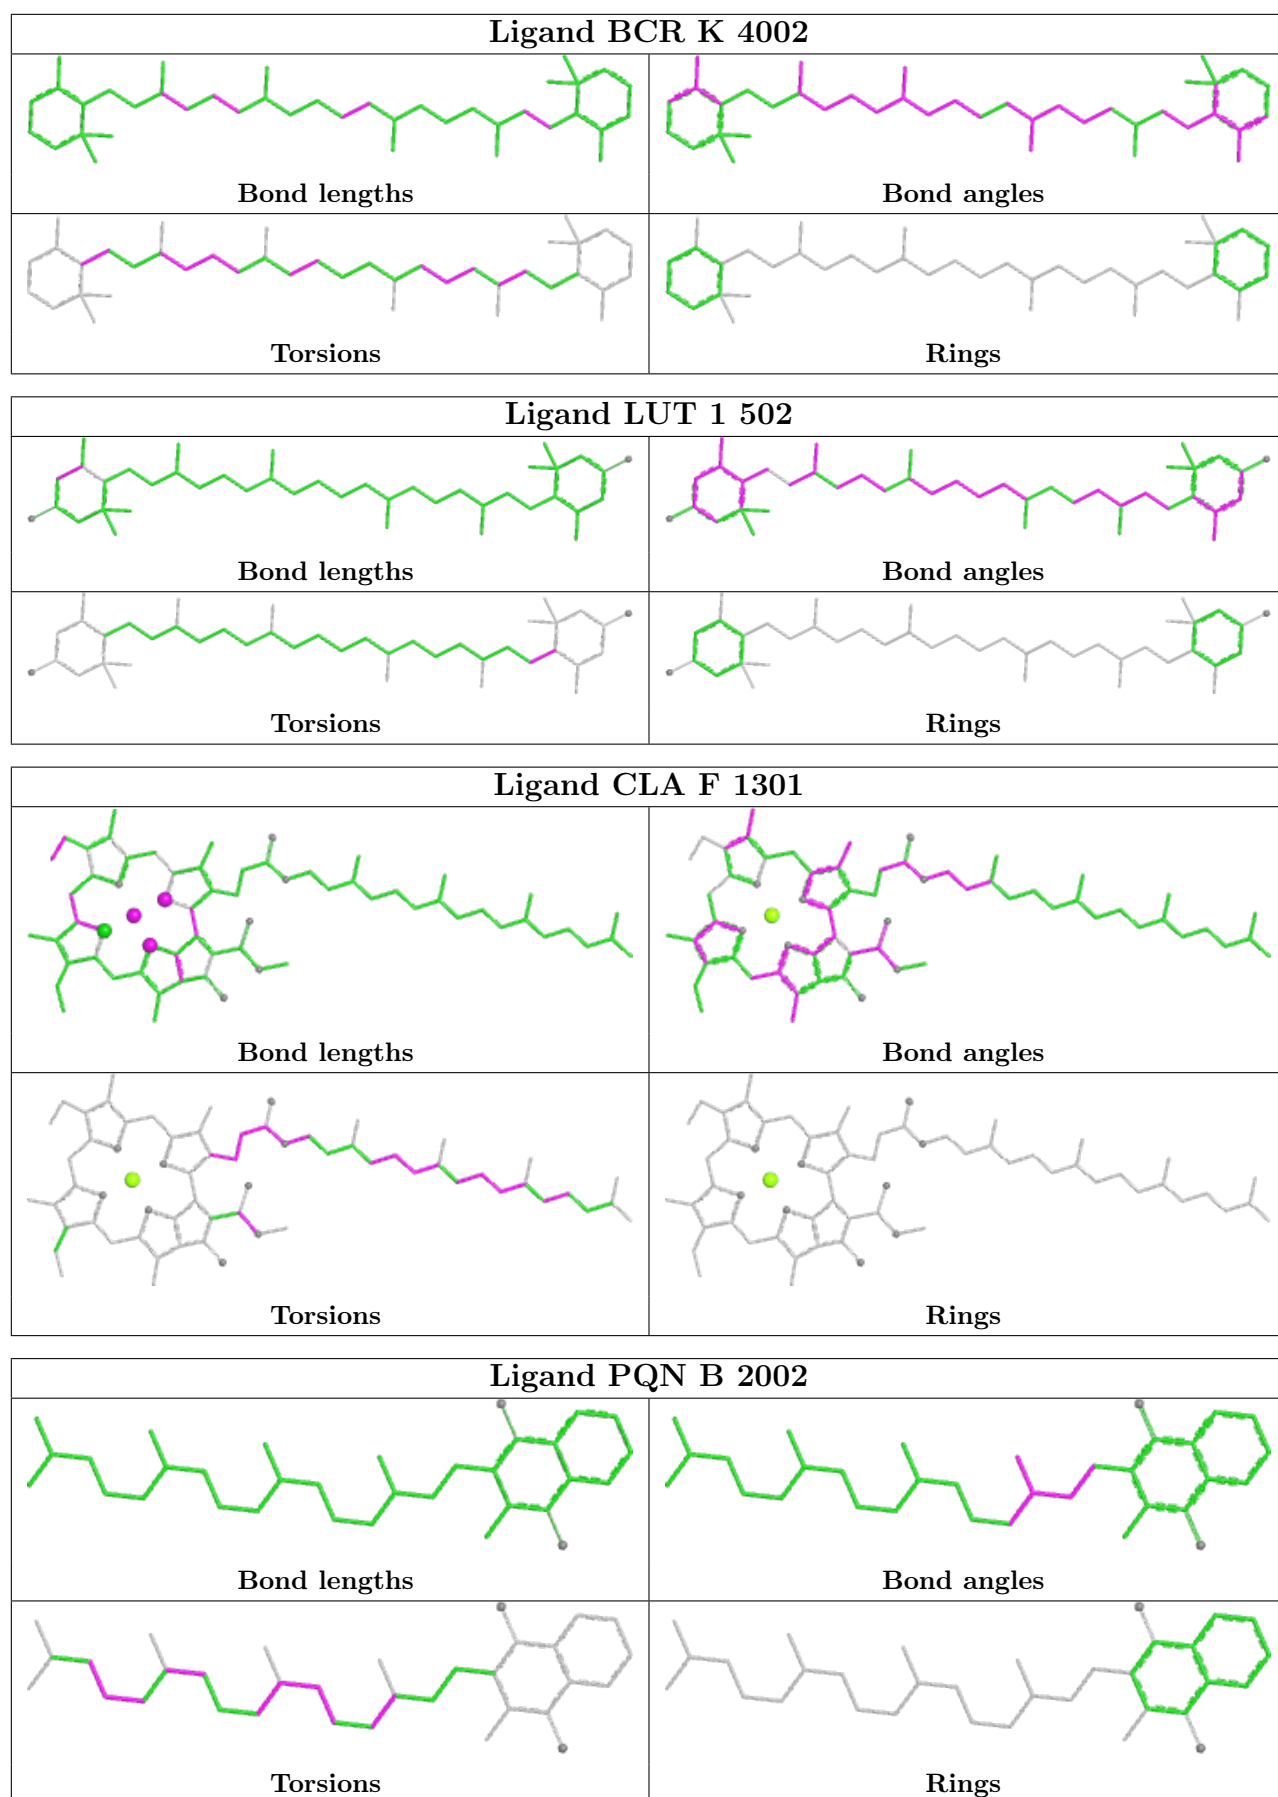 Ligand BCR K 4002
Bond lengths
Bond angles
Torsions
Rings
Ligand LUT 1 502
Bond lengths
Bond angles
Torsions
Rings
Ligand CLA F 1301
Bond lengths
Bond angles
Torsions
Rings
Ligand PQN B 2002
Bond lengths
Bond angles
Torsions
Rings